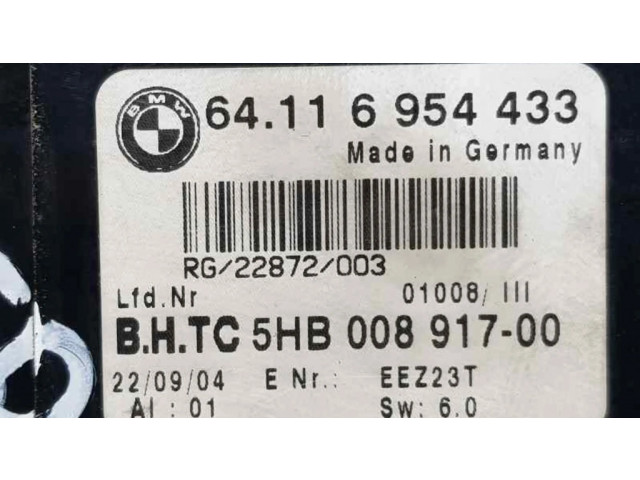 BMW
64.11 6 954 433
Made in Germany
RG/22872/003
Lfd.Nr 01008/ III
B.H.TC 5HB 008 917-00
22/09/04 E Nr.: EEZ23T
AI : 01 Sw: 6.0